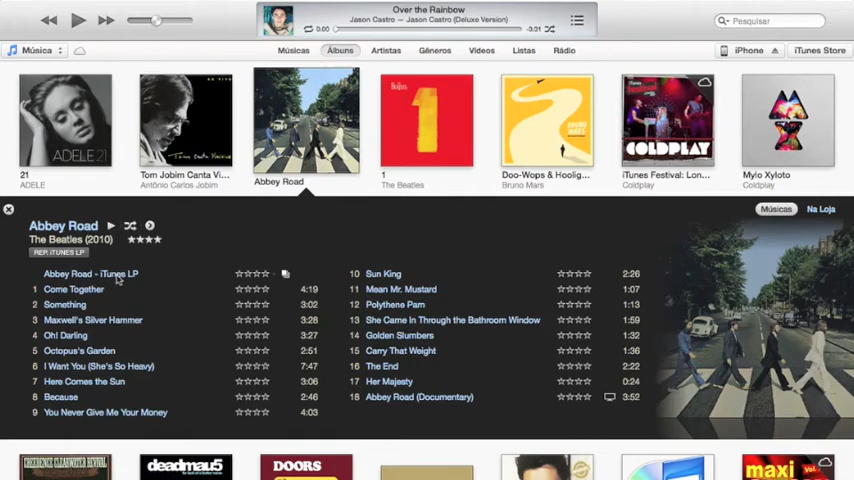 Over the Rainbow
Jason Castro — Jason Castro (Deluxe Version)
0:00
-3:31
Pesquisar
Música
Músicas
Álbuns
Artistas
Gêneros
Vídeos
Listas
Rádio
iPhone
iTunes Store
ADELE 21
Beatles
1
DOO-WOPS & HOOLIGANS
BRUNO MARS
COLDPLAY
21
ADELE
Tom Jobim Canta Vi...
Antônio Carlos Jobim
Abbey Road
1
The Beatles
Doo-Wops & Hoolig...
Bruno Mars
iTunes Festival: Lon...
Coldplay
Mylo Xyloto
Coldplay
Abbey Road
Músicas
Na Loja
The Beatles (2010)
REP. iTUNES LP
Abbey Road - iTunes LP
1 Come Together 4:19
2 Something 3:02
3 Maxwell's Silver Hammer 3:28
4 Oh! Darling 3:27
5 Octopus's Garden 2:51
6 I Want You (She's So Heavy) 7:47
7 Here Comes the Sun 3:06
8 Because 2:46
9 You Never Give Me Your Money 4:03
10 Sun King 2:26
11 Mean Mr. Mustard 1:07
12 Polythene Pam 1:13
13 She Came In Through the Bathroom Window 1:59
14 Golden Slumbers 1:32
15 Carry That Weight 1:36
16 The End 2:22
17 Her Majesty 0:24
18 Abbey Road (Documentary) 3:52
CREEDENCE CLEARWATER REVIVAL
deadmau5
DOORS
maxi